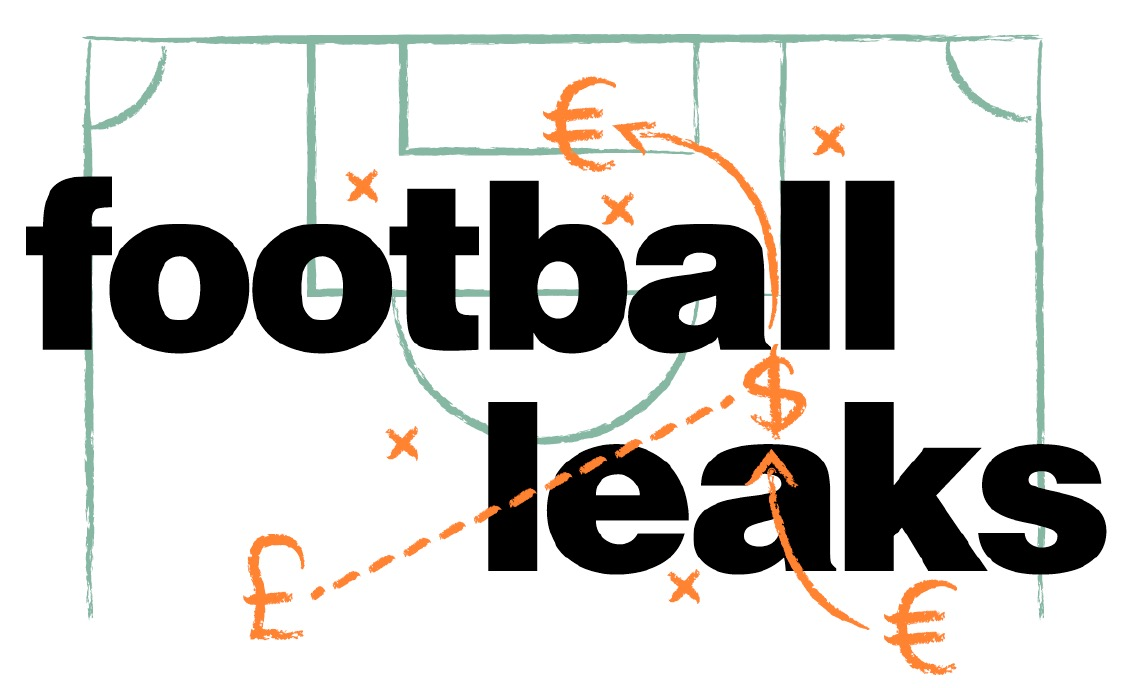 €
football
$
leaks
£
€